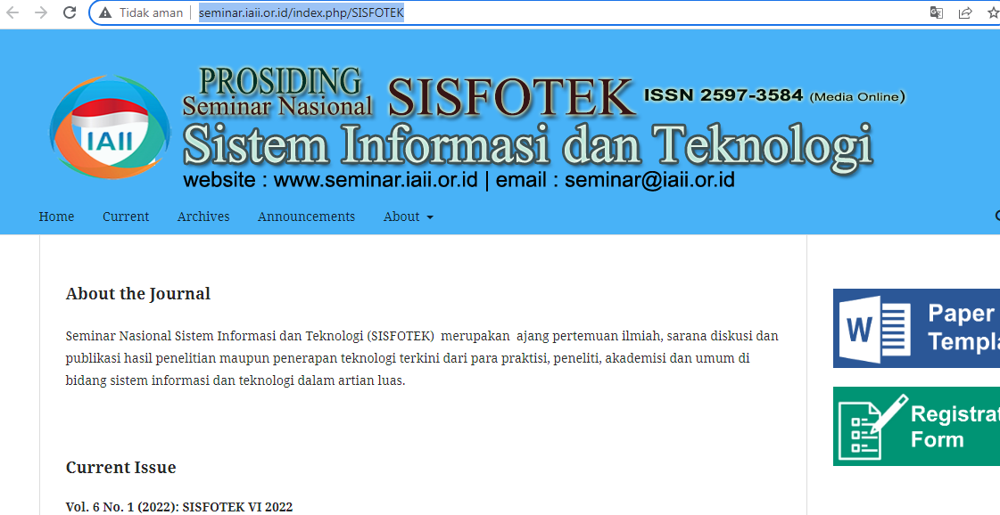 Tidak aman
seminar.iaii.or.id/index.php/SISFOTEK
IAII
PROSIDING
Seminar Nasional
SISFOTEK
ISSN 2597-3584 (Media Online)
Sistem Informasi dan Teknologi
website : www.seminar.iaii.or.id | email : seminar@iaii.or.id
Home Current Archives Announcements About
About the Journal
Seminar Nasional Sistem Informasi dan Teknologi (SISFOTEK) merupakan ajang pertemuan ilmiah, sarana diskusi dan
publikasi hasil penelitian maupun penerapan teknologi terkini dari para praktisi, peneliti, akademisi dan umum di
bidang sistem informasi dan teknologi dalam artian luas.
Current Issue
Vol. 6 No. 1 (2022): SISFOTEK VI 2022
W
Paper
Templa
Registrat
Form